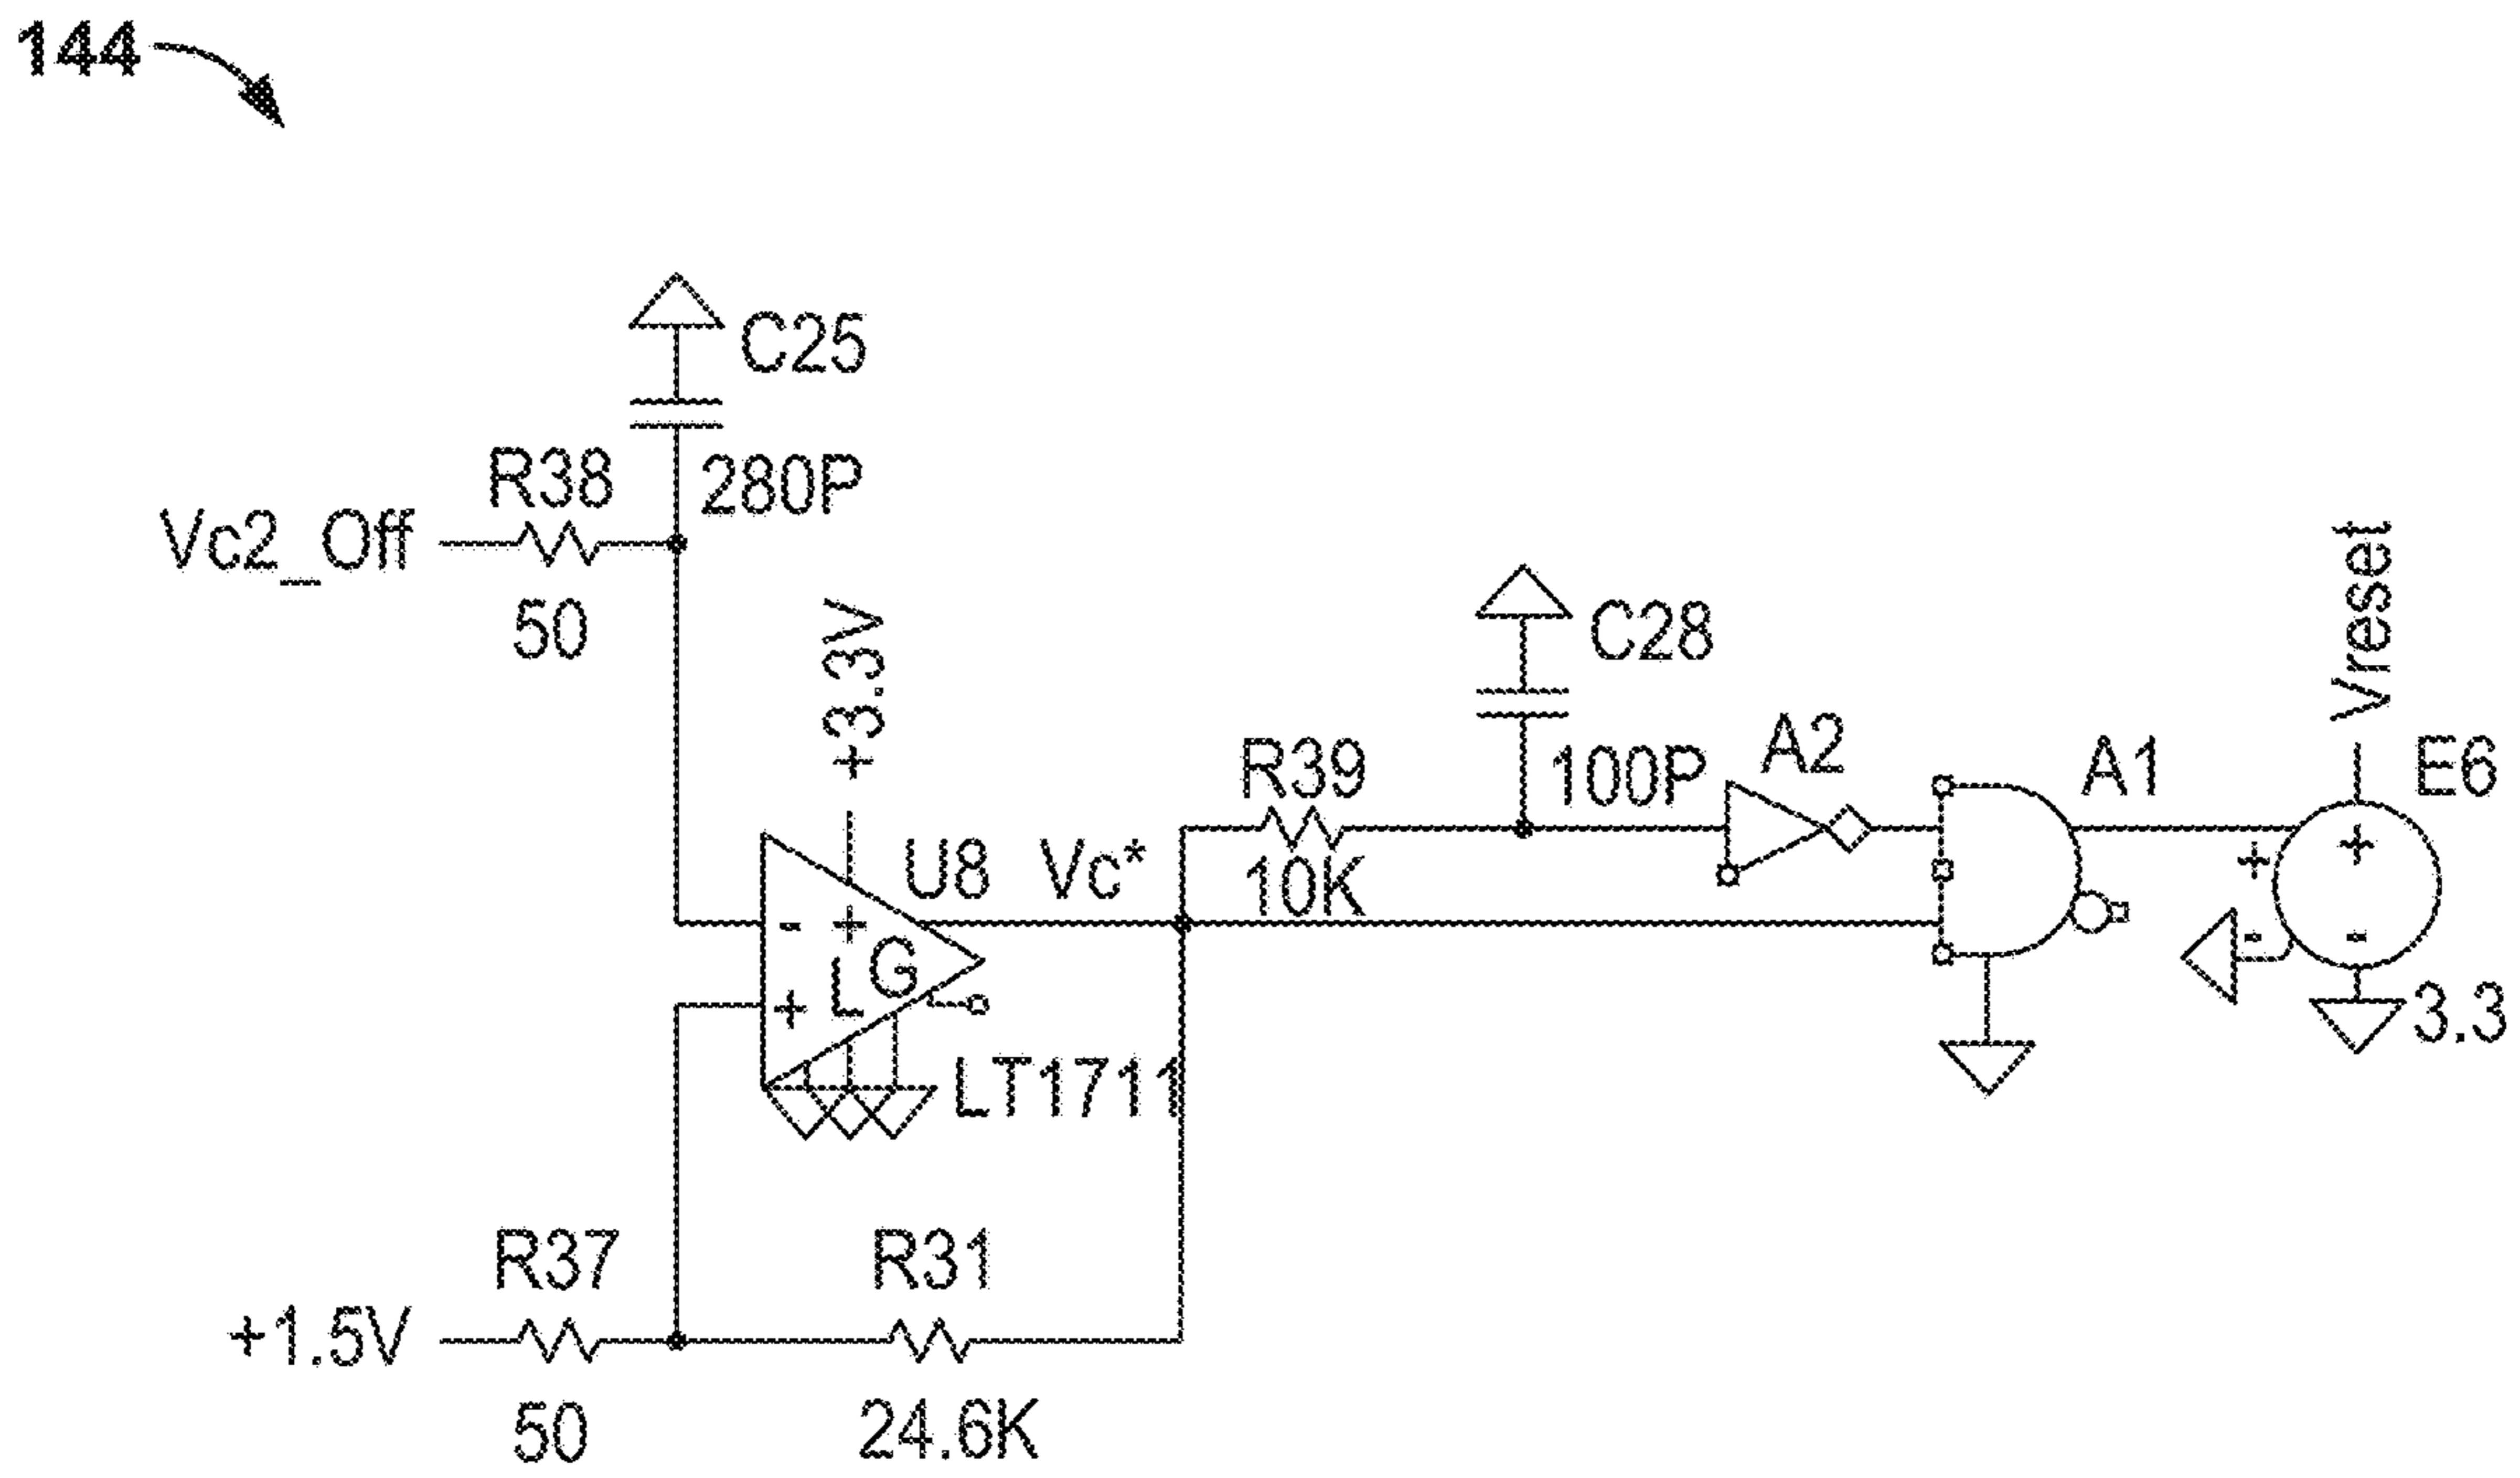 144
C25
R38
280P
Vc2_Off
50
+3.3V
C28
Vreset
R39
100P
A2
A1
E6
10K
U8
Vc*
-
+
LG
+
+
-
+
-
3.3
LT1711
R37
R31
+1.5V
50
24.6K